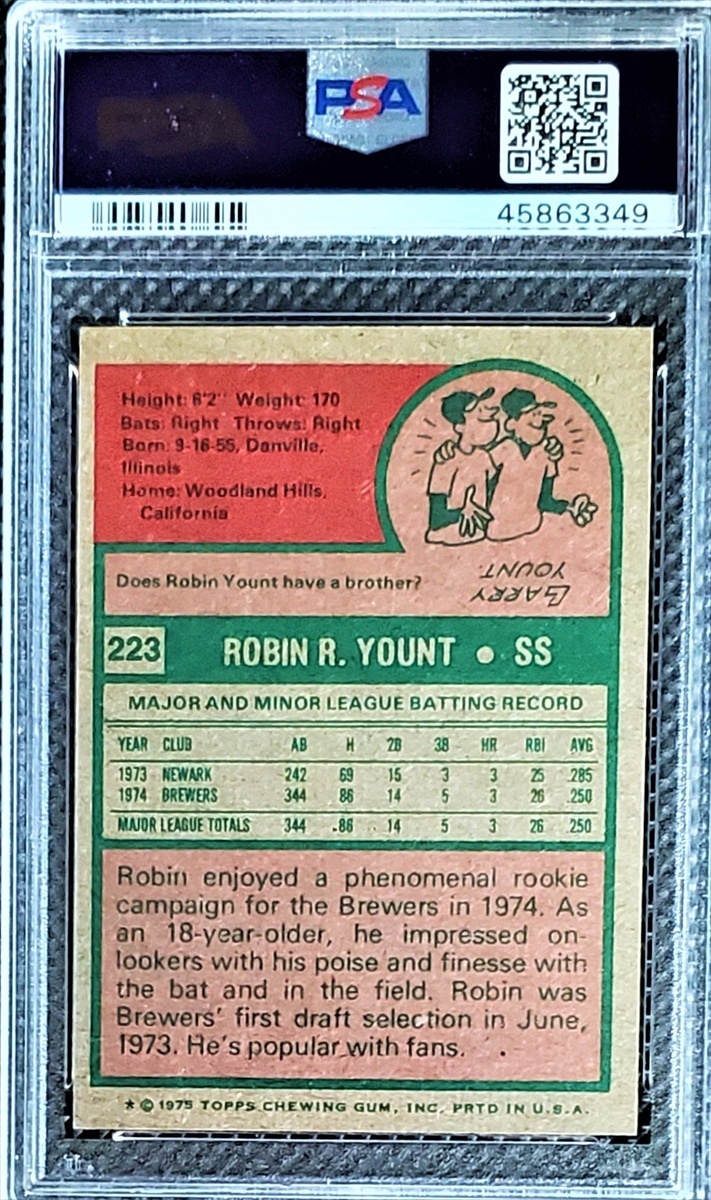 PSA
45863349
Height: 6'2" Weight: 170
Bats: Right Throws: Right
Born: 9-16-55, Danville,
Illinois
Home: Woodland Hills,
California
Does Robin Yount have a brother?
LARRY
YOUNT
223 ROBIN R. YOUNT • SS
MAJOR AND MINOR LEAGUE BATTING RECORD
YEAR CLUB AB H 2B 3B HR RBI AVG
1973 NEWARK 242 69 15 3 3 25 .285
1974 BREWERS 344 86 14 5 3 26 .250
MAJOR LEAGUE TOTALS 344 86 14 5 3 26 .250
Robin enjoyed a phenomenal rookie
campaign for the Brewers in 1974. As
an 18-year-older, he impressed on-
lookers with his poise and finesse with
the bat and in the field. Robin was
Brewers' first draft selection in June,
1973. He's popular with fans.
* © 1975 TOPPS CHEWING GUM, INC. PRTD IN U.S.A.